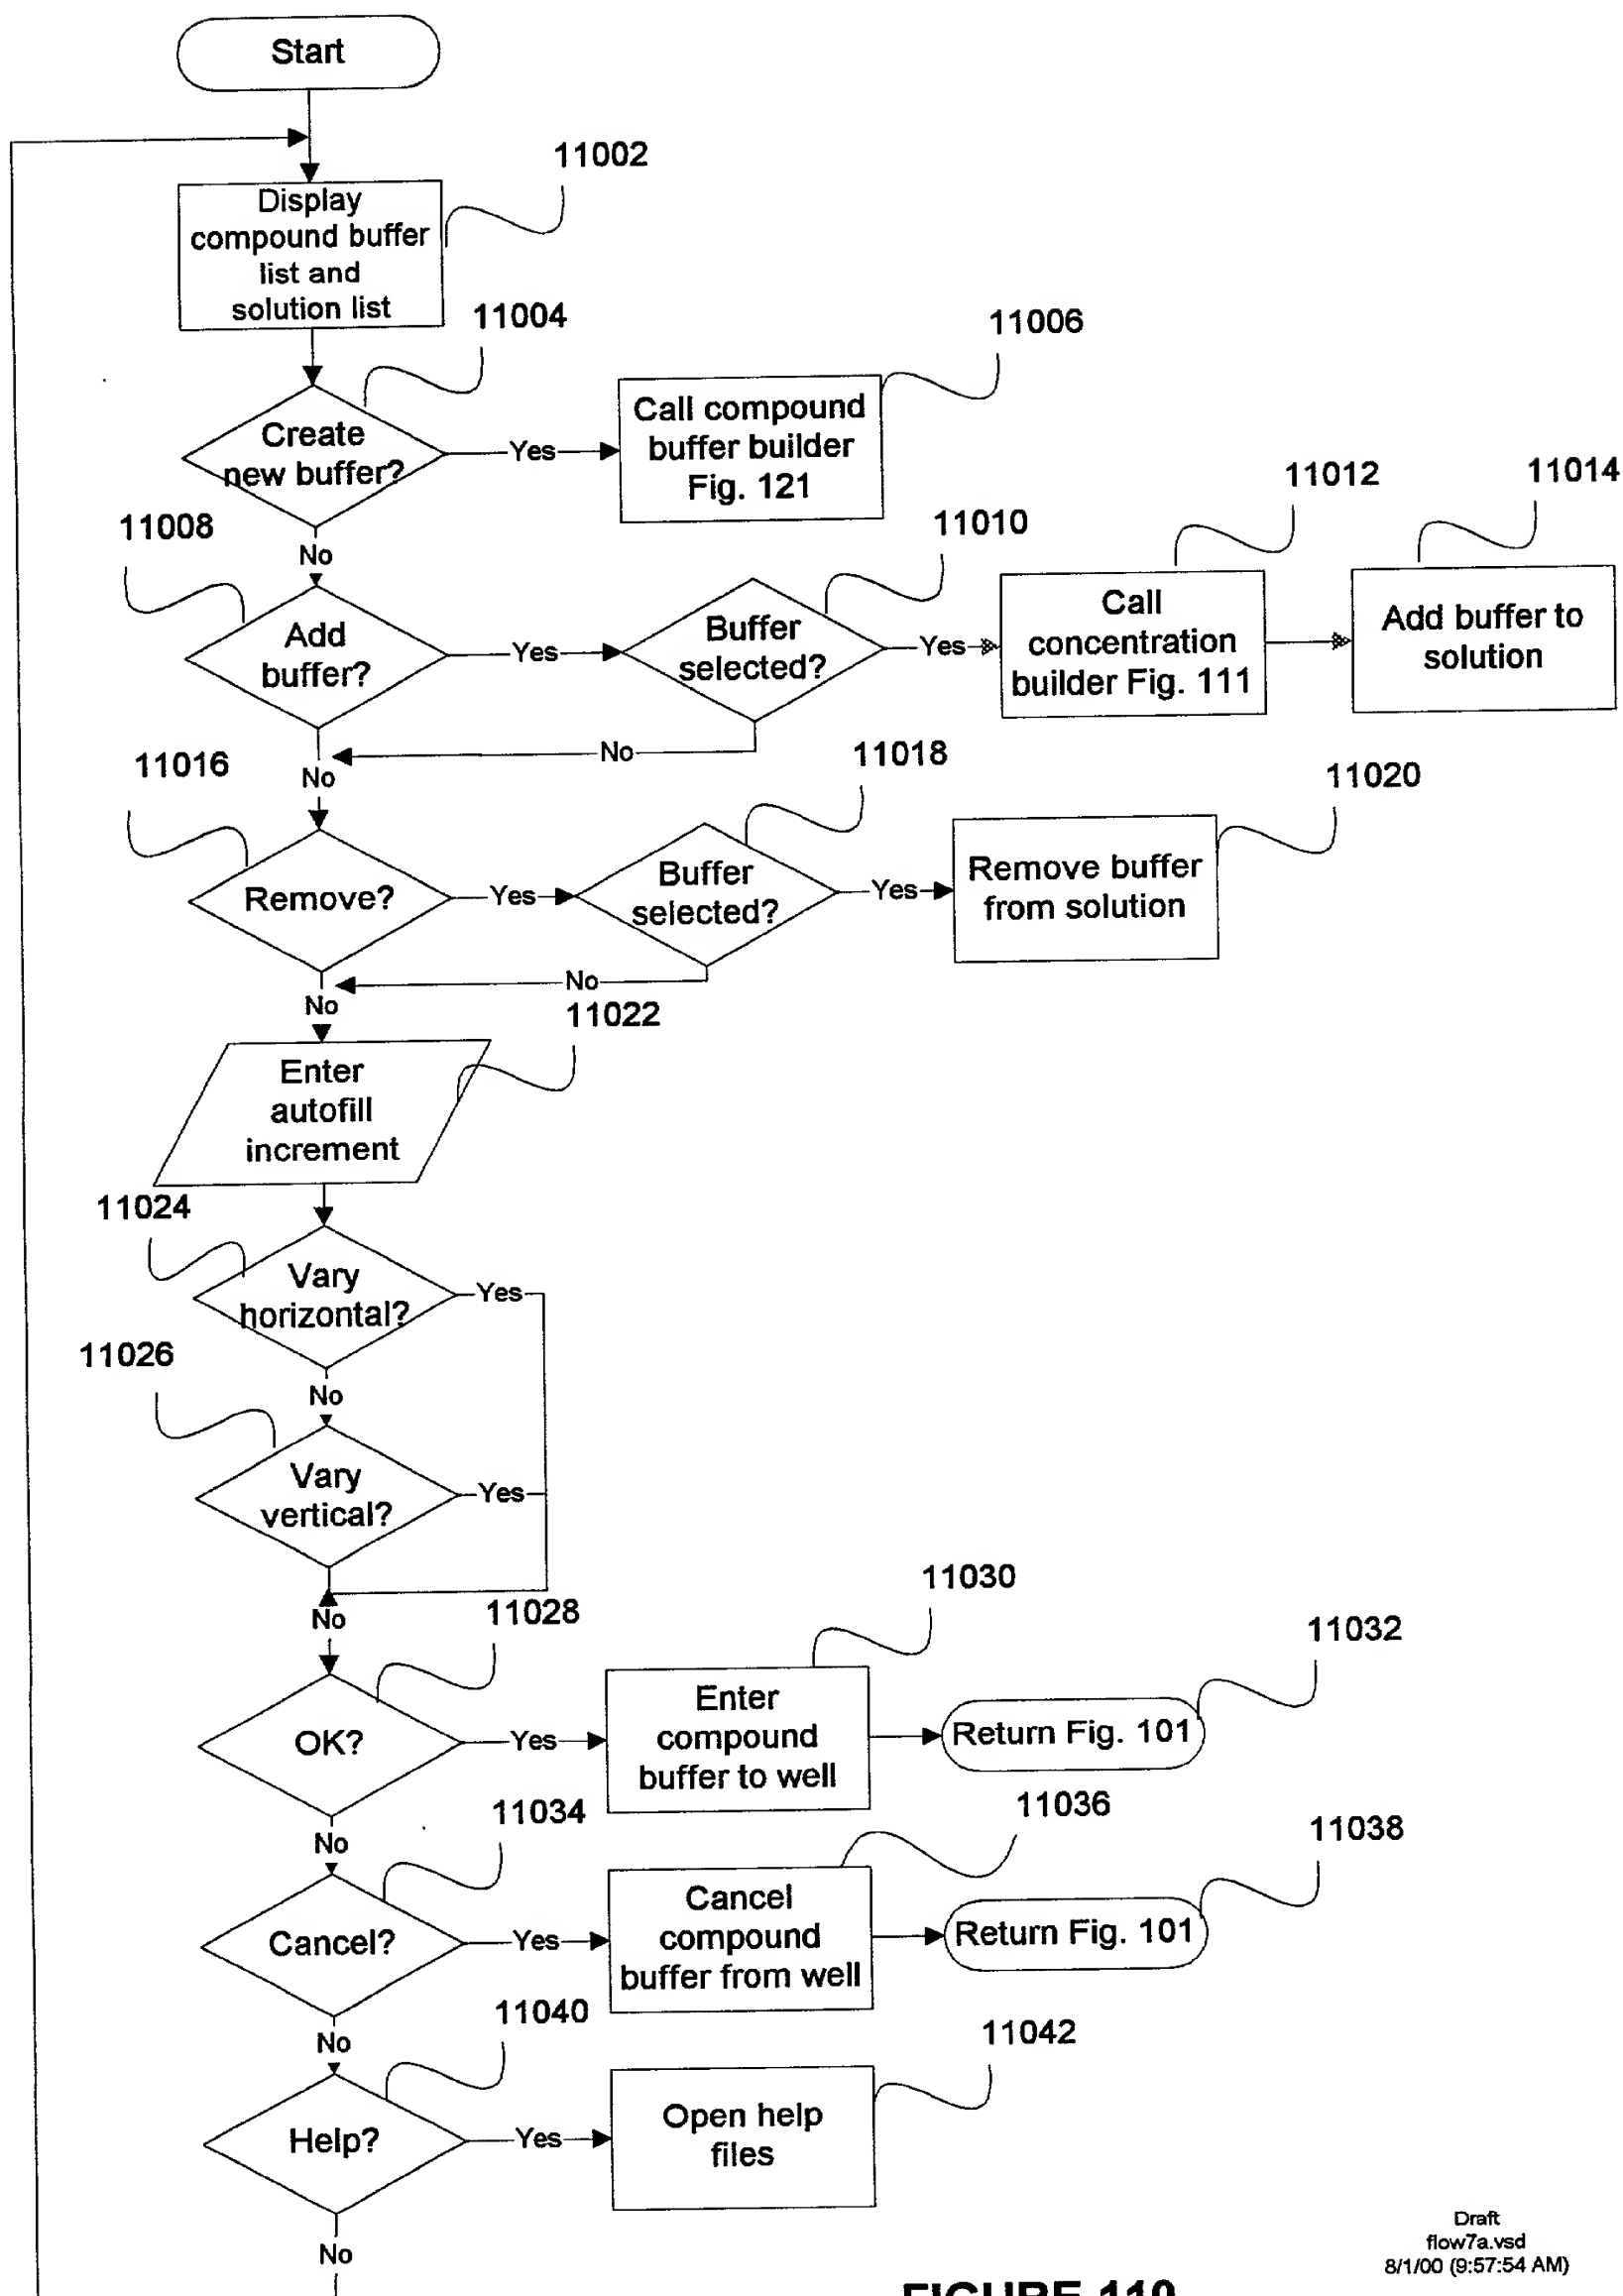 Start
11002
Display
compound buffer
list and
solution list
11004
11006
Create
new buffer?
Yes
Call compound
buffer builder
Fig. 121
No
11008
11010
11012
11014
Add
buffer?
Yes
Buffer
selected?
Yes
Call
concentration
builder Fig. 111
Add buffer to
solution
No
No
11016
11018
11020
Remove?
Yes
Buffer
selected?
Yes
Remove buffer
from solution
No
No
11022
Enter
autofill
increment
11024
Vary
horizontal?
Yes
No
11026
Vary
vertical?
Yes
No
11028
11030
11032
OK?
Yes
Enter
compound
buffer to well
Return Fig. 101
No
11034
11036
11038
Cancel?
Yes
Cancel
compound
buffer from well
Return Fig. 101
No
11040
11042
Help?
Yes
Open help
files
No
Draft
flow7a.vsd
8/1/00 (9:57:54 AM)
FIGURE 110